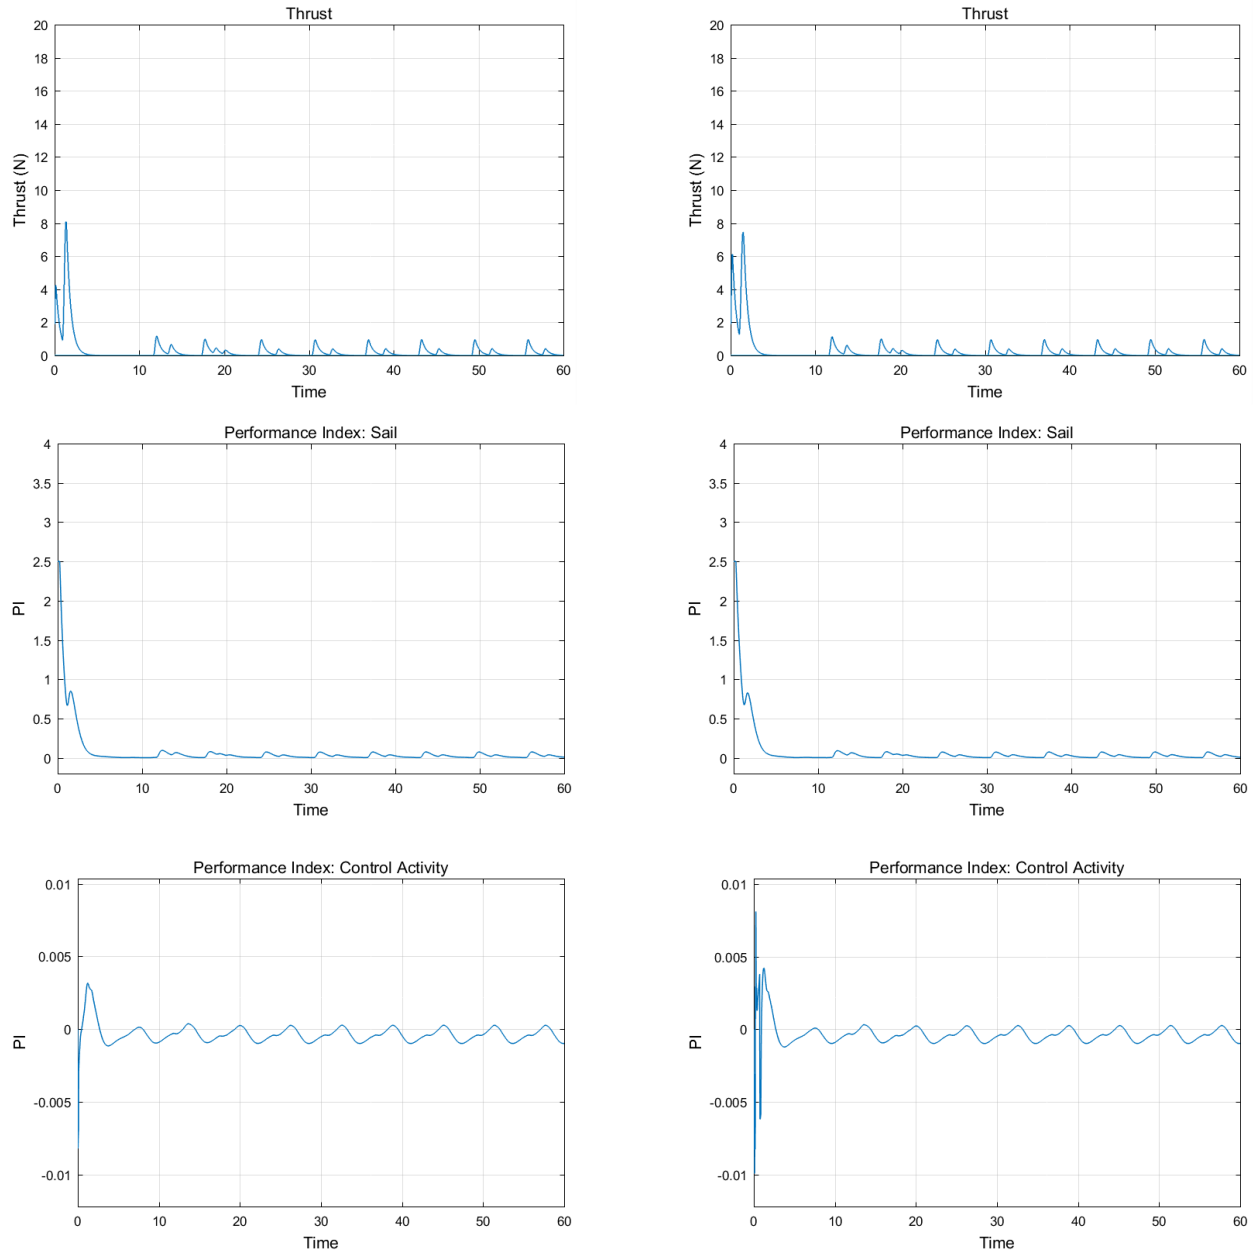 Thrust
20
18
16
14
12
10
8
6
4
2
0
Thrust (N)
0 10 20 30 40 50 60
Time
Thrust
20
18
16
14
12
10
8
6
4
2
0
Thrust (N)
0 10 20 30 40 50 60
Time
Performance Index: Sail
4
3.5
3
2.5
2
1.5
1
0.5
0
PI
0 10 20 30 40 50 60
Time
Performance Index: Sail
4
3.5
3
2.5
2
1.5
1
0.5
0
PI
0 10 20 30 40 50 60
Time
Performance Index: Control Activity
0.01
0.005
0
-0.005
-0.01
PI
0 10 20 30 40 50 60
Time
Performance Index: Control Activity
0.01
0.005
0
-0.005
-0.01
PI
0 10 20 30 40 50 60
Time